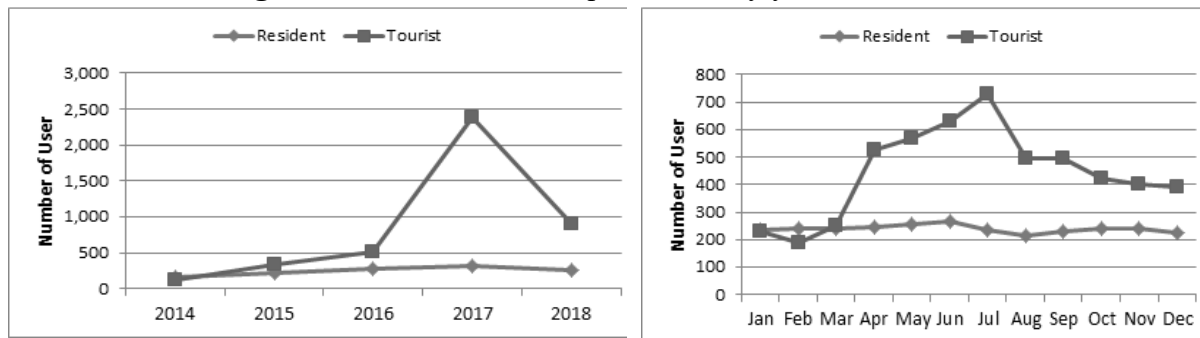 Resident Tourist
3,000
2,500
2,000
1,500
1,000
500
0
Number of User
2014 2015 2016 2017 2018
Resident Tourist
800
700
600
500
400
300
200
100
0
Number of User
Jan Feb Mar Apr May Jun Jul Aug Sep Oct Nov Dec